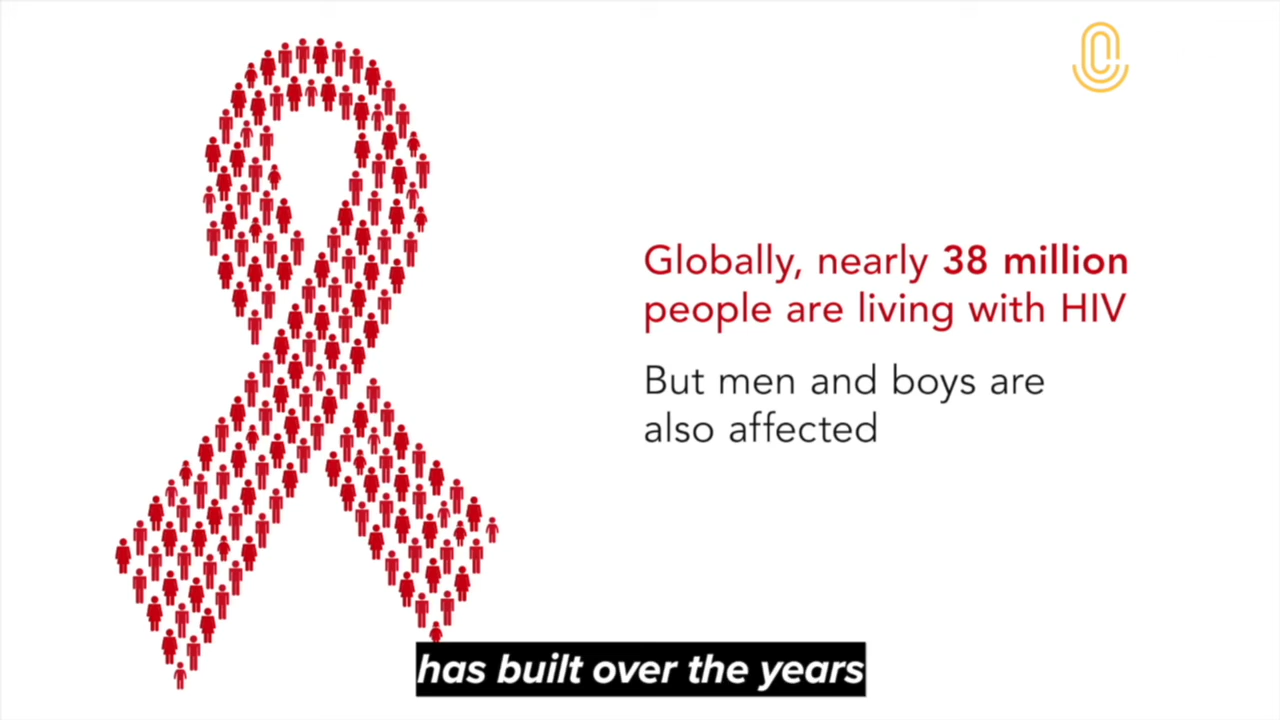 Globally, nearly 38 million
people are living with HIV
But men and boys are
also affected
has built over the years